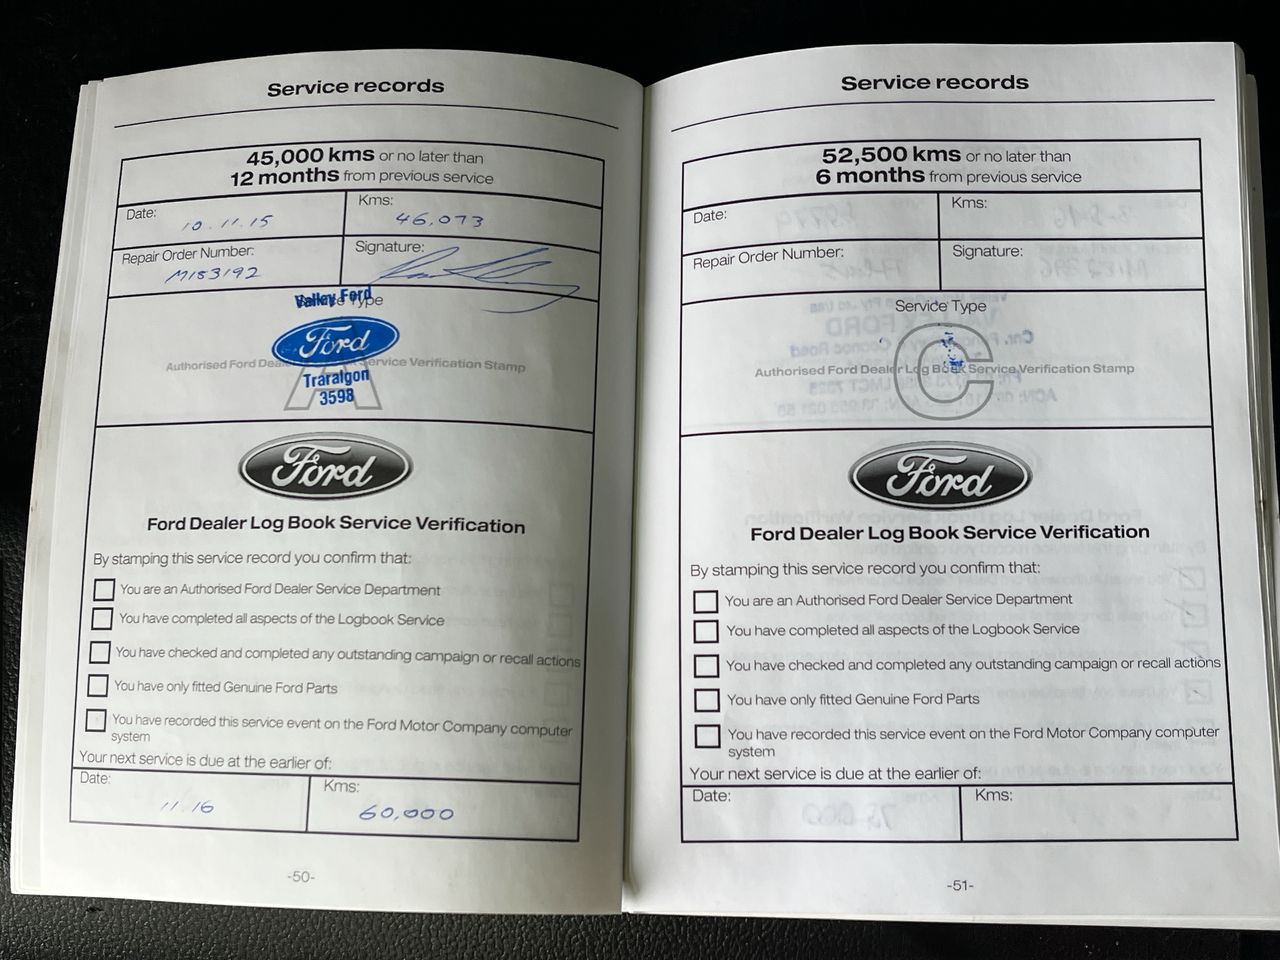 Service records
45,000 kms or no later than
12 months from previous service
Date: 10.11.15
Kms: 46,073
Repair Order Number: M153192
Signature:
Service Type
Valley Ford
Ford
Authorised Ford Dealer Log Book Service Verification Stamp
A
Traralgon
3598
Ford
Ford Dealer Log Book Service Verification
By stamping this service record you confirm that:
You are an Authorised Ford Dealer Service Department
You have completed all aspects of the Logbook Service
You have checked and completed any outstanding campaign or recall actions
You have only fitted Genuine Ford Parts
You have recorded this service event on the Ford Motor Company computer
system
Your next service is due at the earlier of:
Date: 11.16
Kms: 60,000
-50-
Service records
52,500 kms or no later than
6 months from previous service
Date:
Kms:
Repair Order Number:
Signature:
Service Type
Authorised Ford Dealer Log Book Service Verification Stamp
C
Ford
Ford Dealer Log Book Service Verification
By stamping this service record you confirm that:
You are an Authorised Ford Dealer Service Department
You have completed all aspects of the Logbook Service
You have checked and completed any outstanding campaign or recall actions
You have only fitted Genuine Ford Parts
You have recorded this service event on the Ford Motor Company computer
system
Your next service is due at the earlier of:
Date:
Kms:
-51-